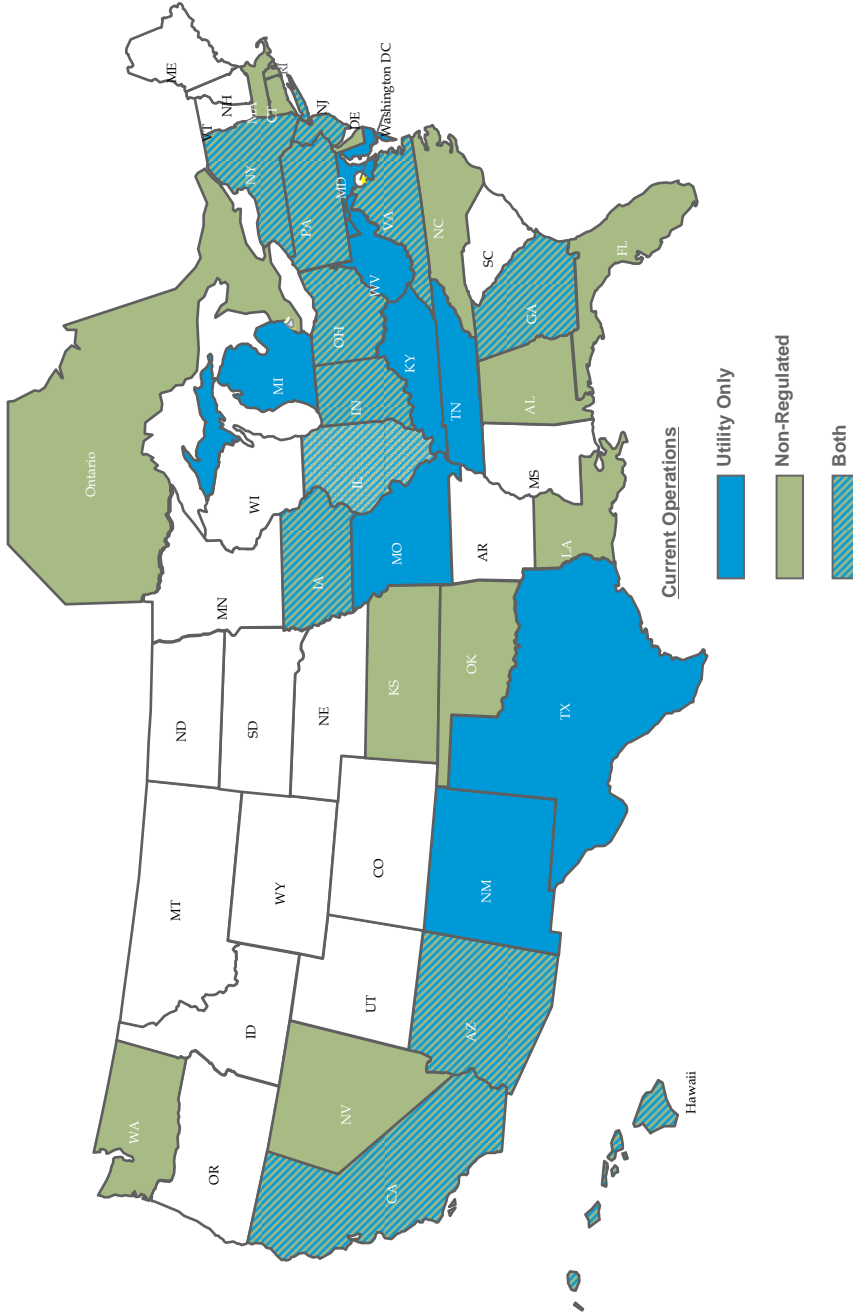 WA
OR
CA
NV
ID
MT
WY
UT
AZ
CO
NM
ND
SD
NE
KS
OK
TX
MN
IA
MO
AR
LA
WI
IL
MS
MI
IN
OH
KY
TN
AL
GA
FL
SC
NC
VA
WV
MD
PA
NY
VT
NH
ME
MA
CT
RI
NJ
DE
Washington DC
Ontario
Hawaii
Current Operations
Utility Only
Non-Regulated
Both